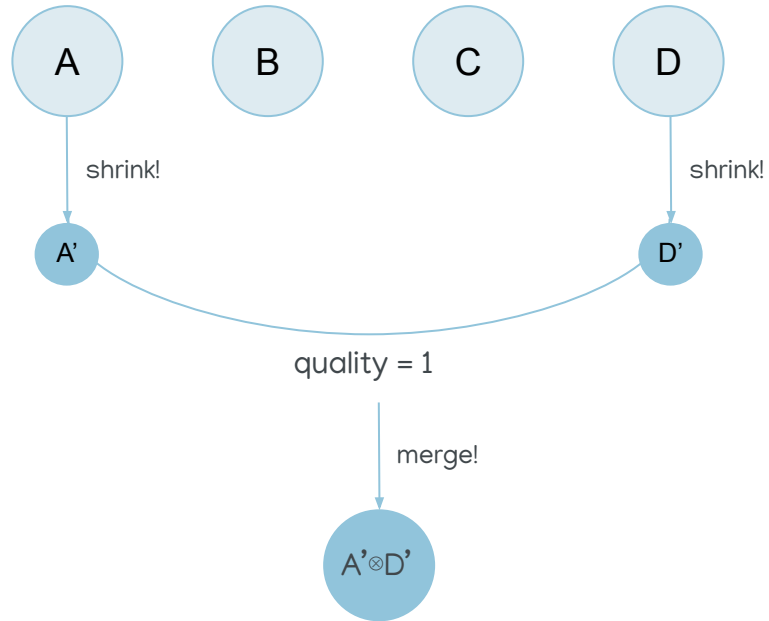 A B C D
shrink! shrink!
A’ D’
quality = 1
merge!
A’⊗D’